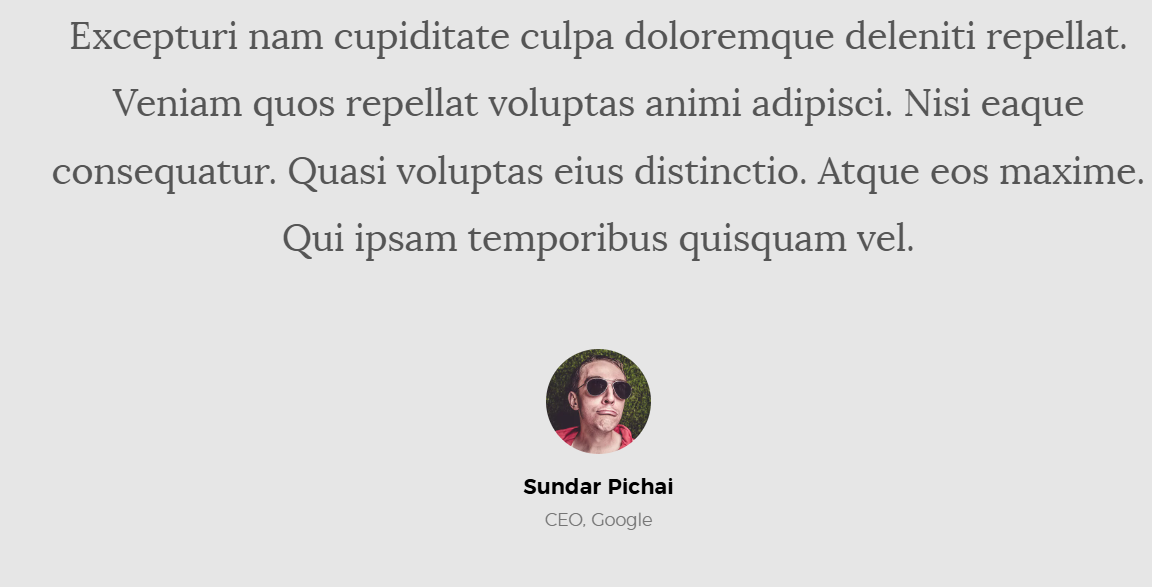 Excepturi nam cupiditate culpa doloremque deleniti repellat.
Veniam quos repellat voluptas animi adipisci. Nisi eaque
consequatur. Quasi voluptas eius distinctio. Atque eos maxime.
Qui ipsam temporibus quisquam vel.
Sundar Pichai
CEO, Google